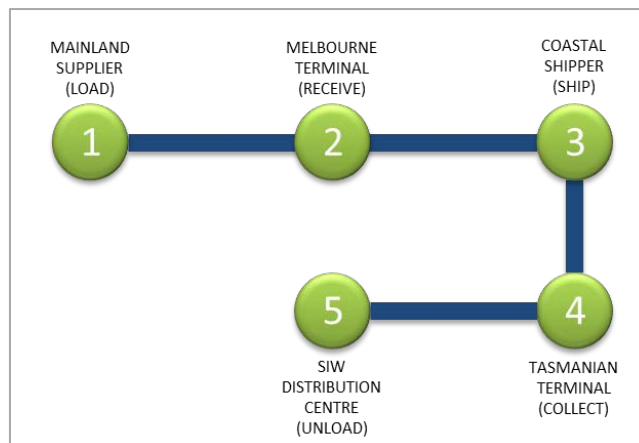 MAINLAND
SUPPLIER
(LOAD)
MELBOURNE
TERMINAL
(RECEIVE)
COASTAL
SHIPPER
(SHIP)
1
2
3
5
4
SIW
DISTRIBUTION
CENTRE
(UNLOAD)
TASMANIAN
TERMINAL
(COLLECT)